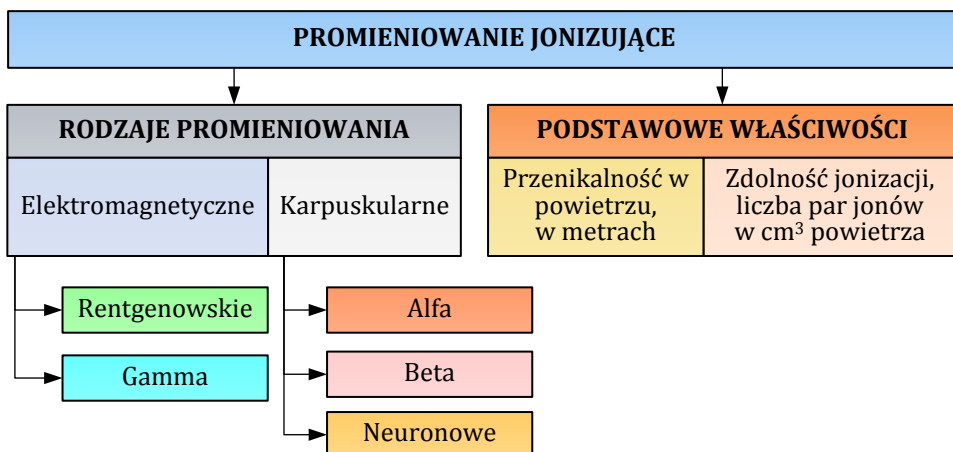 PROMIENIOWANIE JONIZUJĄCE
RODZAJE PROMIENIOWANIA
Elektromagnetyczne
Karpuskularne
Rentgenowskie
Gamma
Alfa
Beta
Neuronowe
PODSTAWOWE WŁAŚCIWOŚCI
Przenikalność w
powietrzu,
w metrach
Zdolność jonizacji,
liczba par jonów
w cm³ powietrza